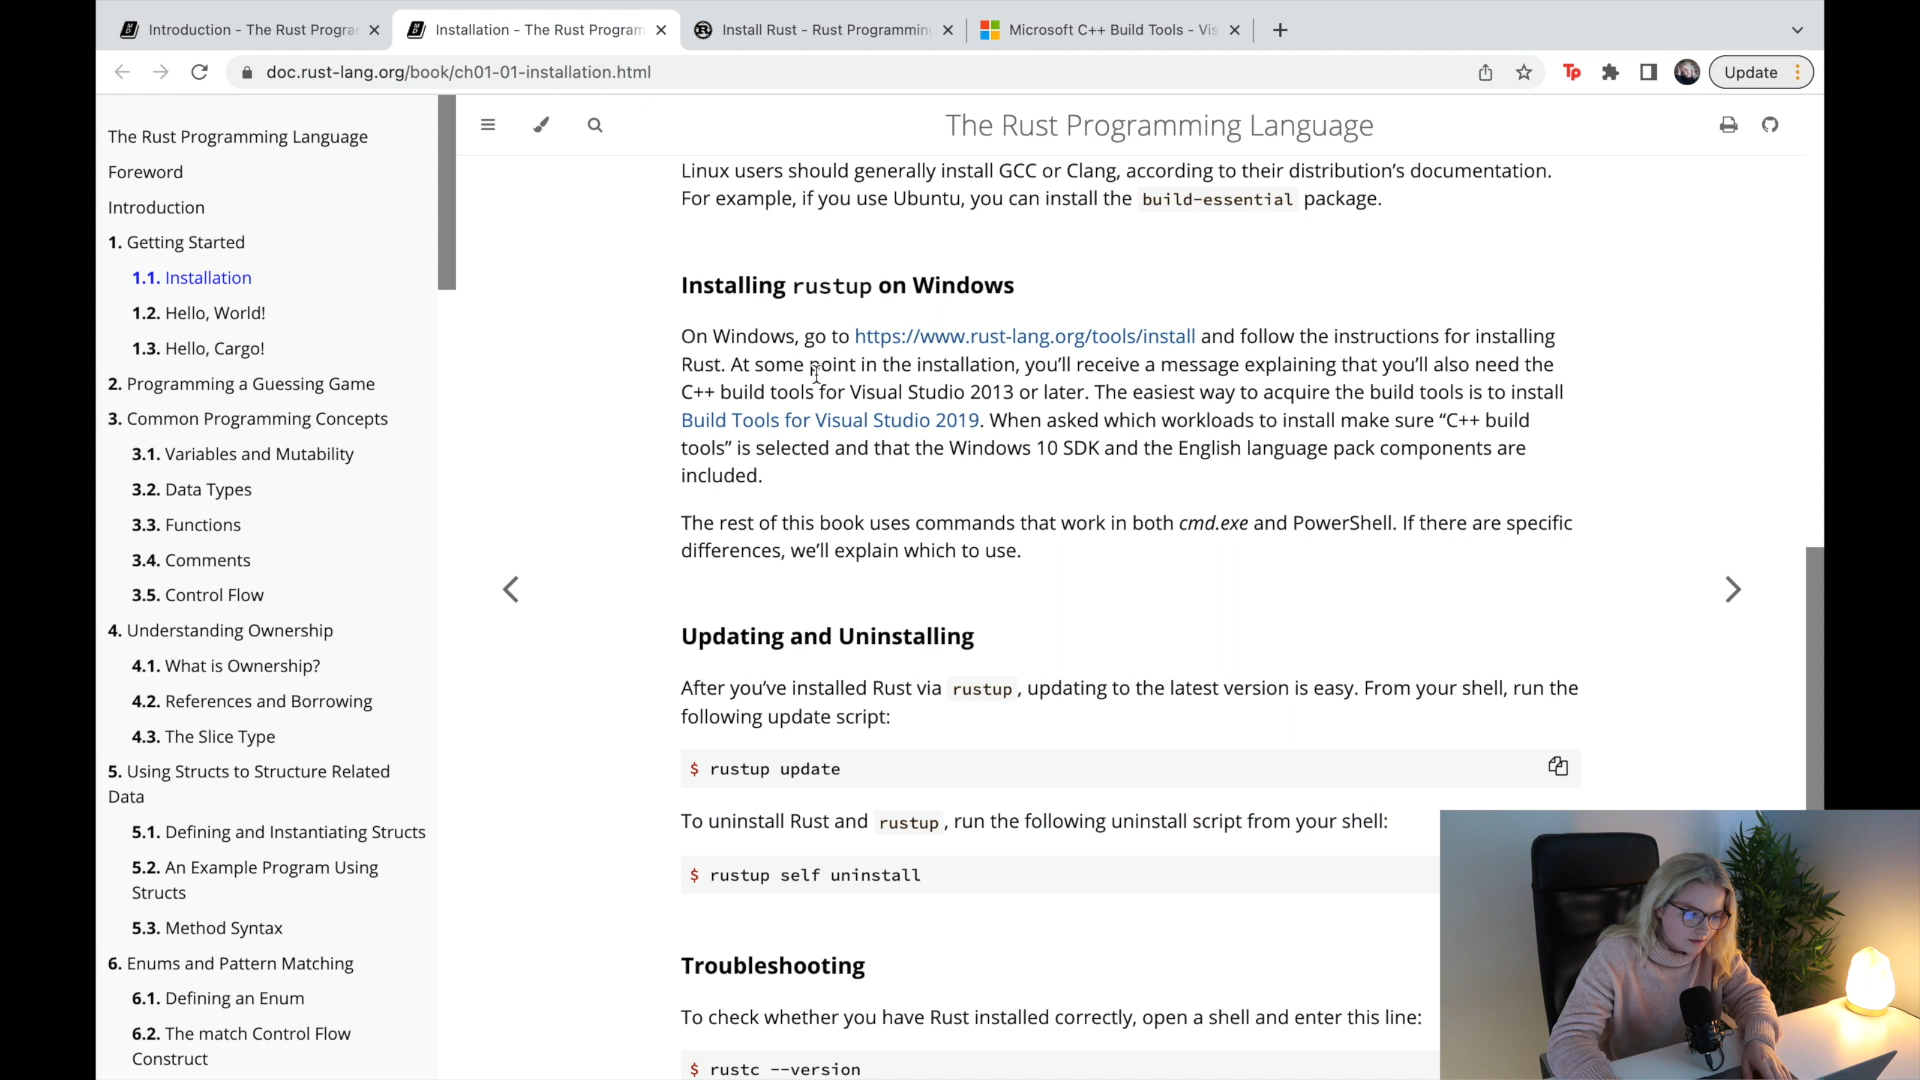 Introduction - The Rust Progra
Installation - The Rust Program
Install Rust - Rust Programming
Microsoft C++ Build Tools - Vis
doc.rust-lang.org/book/ch01-01-installation.html
Tp
Update
The Rust Programming Language
Foreword
Introduction
1. Getting Started
1.1. Installation
1.2. Hello, World!
1.3. Hello, Cargo!
2. Programming a Guessing Game
3. Common Programming Concepts
3.1. Variables and Mutability
3.2. Data Types
3.3. Functions
3.4. Comments
3.5. Control Flow
4. Understanding Ownership
4.1. What is Ownership?
4.2. References and Borrowing
4.3. The Slice Type
5. Using Structs to Structure Related
Data
5.1. Defining and Instantiating Structs
5.2. An Example Program Using
Structs
5.3. Method Syntax
6. Enums and Pattern Matching
6.1. Defining an Enum
6.2. The match Control Flow
Construct
The Rust Programming Language
Linux users should generally install GCC or Clang, according to their distribution’s documentation.
For example, if you use Ubuntu, you can install the build-essential package.
Installing rustup on Windows
On Windows, go to https://www.rust-lang.org/tools/install and follow the instructions for installing
Rust. At some point in the installation, you’ll receive a message explaining that you’ll also need the
C++ build tools for Visual Studio 2013 or later. The easiest way to acquire the build tools is to install
Build Tools for Visual Studio 2019. When asked which workloads to install make sure “C++ build
tools” is selected and that the Windows 10 SDK and the English language pack components are
included.
The rest of this book uses commands that work in both cmd.exe and PowerShell. If there are specific
differences, we’ll explain which to use.
Updating and Uninstalling
After you’ve installed Rust via rustup, updating to the latest version is easy. From your shell, run the
following update script:
$ rustup update
To uninstall Rust and rustup, run the following uninstall script from your shell:
$ rustup self uninstall
Troubleshooting
To check whether you have Rust installed correctly, open a shell and enter this line:
$ rustc --version